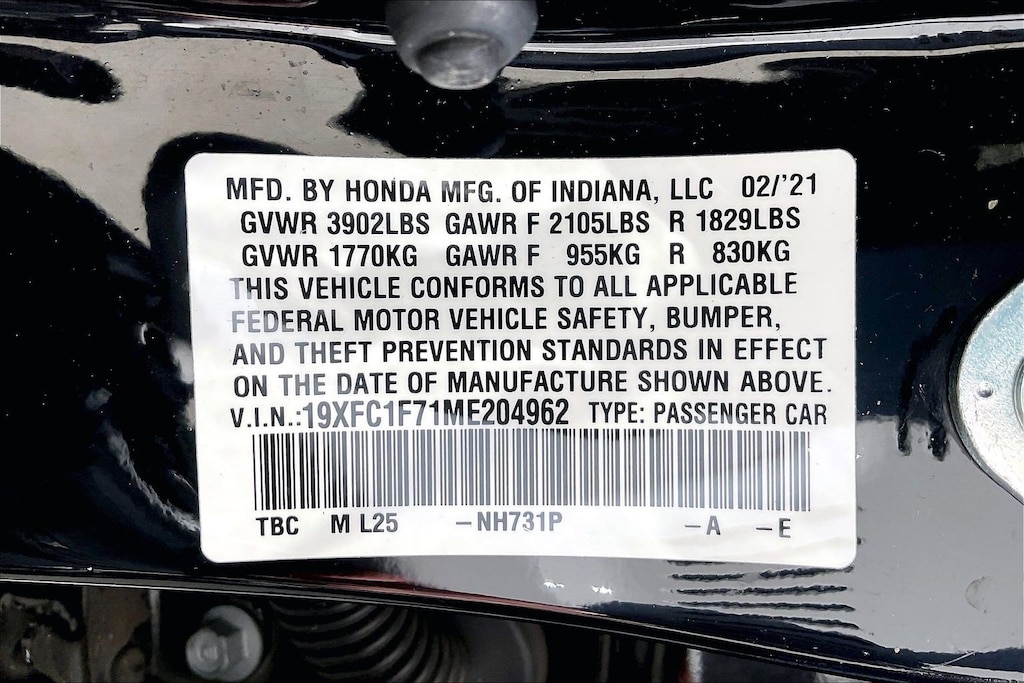 MFD. BY HONDA MFG. OF INDIANA, LLC 02/'21
GVWR 3902LBS GAWR F 2105LBS R 1829LBS
GVWR 1770KG GAWR F 955KG R 830KG
THIS VEHICLE CONFORMS TO ALL APPLICABLE
FEDERAL MOTOR VEHICLE SAFETY, BUMPER,
AND THEFT PREVENTION STANDARDS IN EFFECT
ON THE DATE OF MANUFACTURE SHOWN ABOVE.
V.I.N.:19XFC1F71ME204962 TYPE: PASSENGER CAR
TBC M L25 –NH731P –A –E